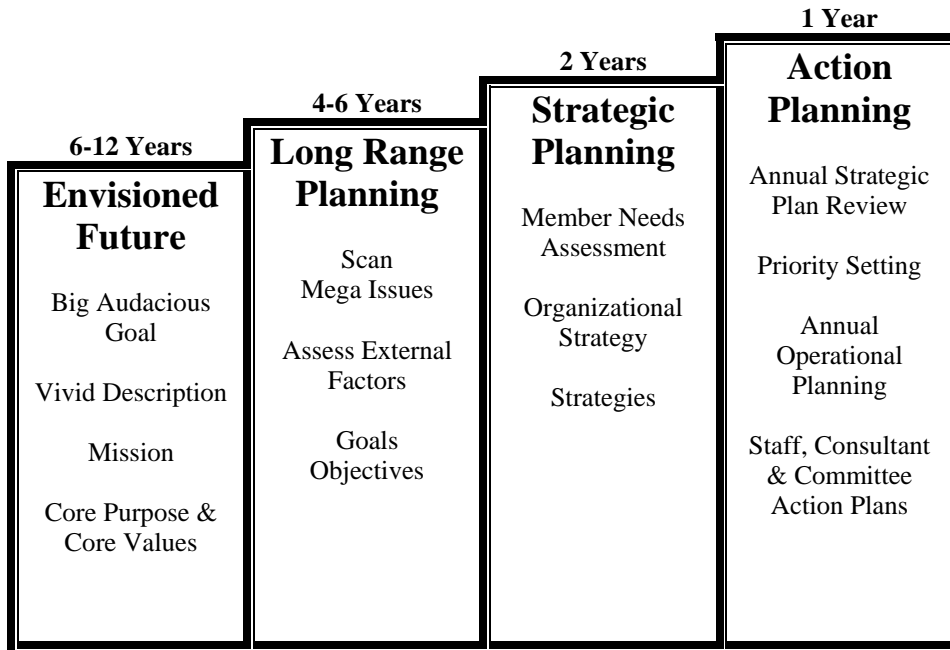 6-12 Years
Envisioned
Future
Big Audacious
Goal
Vivid Description
Mission
Core Purpose &
Core Values
4-6 Years
Long Range
Planning
Scan
Mega Issues
Assess External
Factors
Goals
Objectives
2 Years
Strategic
Planning
Member Needs
Assessment
Organizational
Strategy
Strategies
1 Year
Action
Planning
Annual Strategic
Plan Review
Priority Setting
Annual
Operational
Planning
Staff, Consultant
& Committee
Action Plans